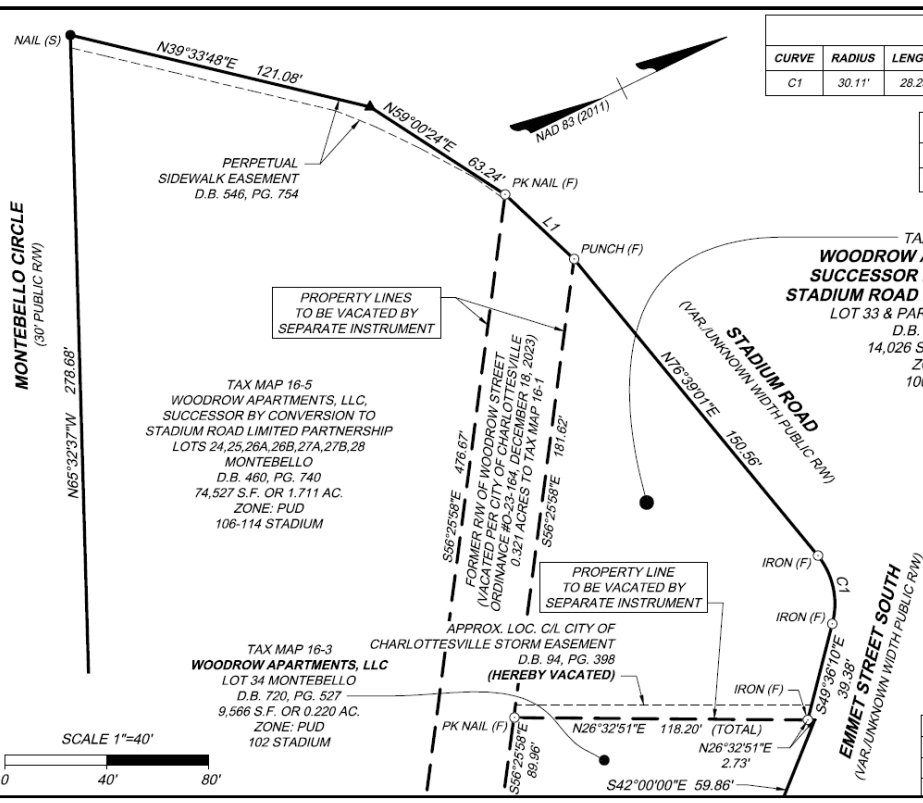 NAIL (S)
N39°33'48"E 121.08'
N59°00'24"E
63.24'
PERPETUAL
SIDEWALK EASEMENT
D.B. 546, PG. 754
NAD 83 (2011)
CURVE RADIUS LENG
C1 30.11' 28.2
PK NAIL (F)
L1
PUNCH (F)
MONTEBELLO CIRCLE
(30' PUBLIC R/W)
N65°32'37"W 278.68'
PROPERTY LINES
TO BE VACATED BY
SEPARATE INSTRUMENT
TAX MAP 16-5
WOODROW APARTMENTS, LLC,
SUCCESSOR BY CONVERSION TO
STADIUM ROAD LIMITED PARTNERSHIP
LOTS 24,25,26A,26B,27A,27B,28
MONTEBELLO
D.B. 460, PG. 740
74,527 S.F. OR 1.711 AC.
ZONE: PUD
106-114 STADIUM
S56°25'58"E 476.67'
FORMER R/W OF WOODROW STREET
(VACATED PER CITY OF CHARLOTTESVILLE
ORDINANCE #O-23-164, DECEMBER 18, 2023)
0.321 ACRES TO TAX MAP 16-1
S56°25'58"E 181.62'
TA
WOODROW A
SUCCESSOR
STADIUM ROAD
LOT 33 & PAR
D.B.
14,026 S
ZO
100
STADIUM ROAD
(VAR./UNKNOWN WIDTH PUBLIC R/W)
N76°39'01"E 150.56'
IRON (F)
C1
IRON (F)
S49°36'10"E
39.38'
EMMET STREET SOUTH
(VAR./UNKNOWN WIDTH PUBLIC R/W)
PROPERTY LINE
TO BE VACATED BY
SEPARATE INSTRUMENT
APPROX. LOC. C/L CITY OF
CHARLOTTESVILLE STORM EASEMENT
D.B. 94, PG. 398
(HEREBY VACATED)
TAX MAP 16-3
WOODROW APARTMENTS, LLC
LOT 34 MONTEBELLO
D.B. 720, PG. 527
9,566 S.F. OR 0.220 AC.
ZONE: PUD
102 STADIUM
IRON (F)
PK NAIL (F)
N26°32'51"E 118.20' (TOTAL)
N26°32'51"E
2.73'
S56°25'58"E
89.96'
S42°00'00"E 59.86'
SCALE 1"=40'
0 40' 80'